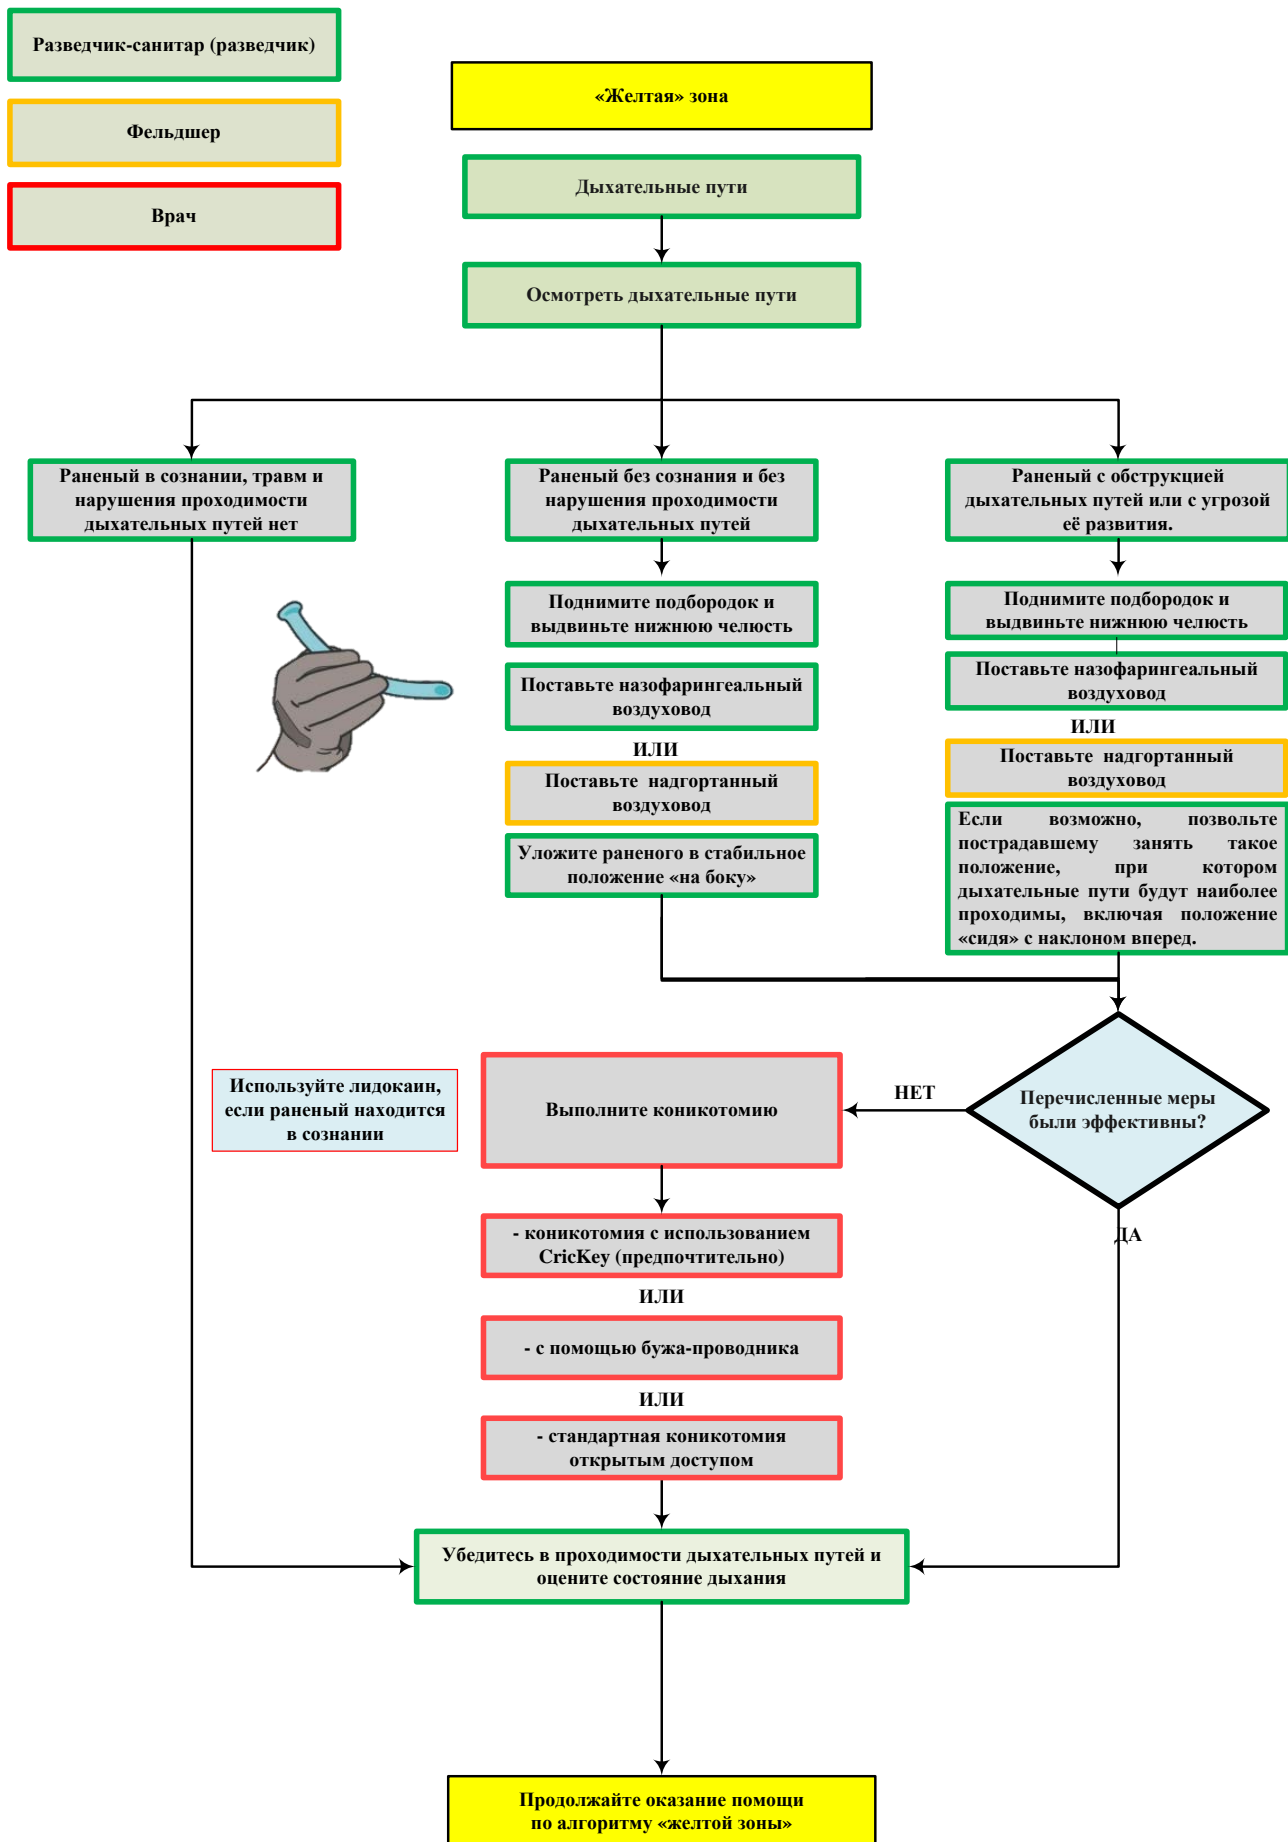 Разведчик-санитар (разведчик)
Фельдшер
Врач
«Желтая» зона
Дыхательные пути
Осмотреть дыхательные пути
Раненый в сознании, травм и
нарушения проходимости
дыхательных путей нет
Раненый без сознания и без
нарушения проходимости
дыхательных путей
Поднимите подбородок и
выдвиньте нижнюю челюсть
Поставьте назофарингеальный
воздуховод
ИЛИ
Поставьте надгортанный
воздуховод
Уложите раненого в стабильное
положение «на боку»
Раненый с обструкцией
дыхательных путей или с угрозой
её развития.
Поднимите подбородок и
выдвиньте нижнюю челюсть
Поставьте назофарингеальный
воздуховод
ИЛИ
Поставьте надгортанный
воздуховод
Если возможно, позвольте
пострадавшему занять такое
положение, при котором
дыхательные пути будут наиболее
проходимы, включая положение
«сидя» с наклоном вперед.
Перечисленные меры
были эффективны?
НЕТ
ДА
Используйте лидокаин,
если раненый находится
в сознании
Выполните коникотомию
- коникотомия с использованием
CricKey (предпочтительно)
ИЛИ
- с помощью бужа-проводника
ИЛИ
- стандартная коникотомия
открытым доступом
Убедитесь в проходимости дыхательных путей и
оцените состояние дыхания
Продолжайте оказание помощи
по алгоритму «желтой зоны»